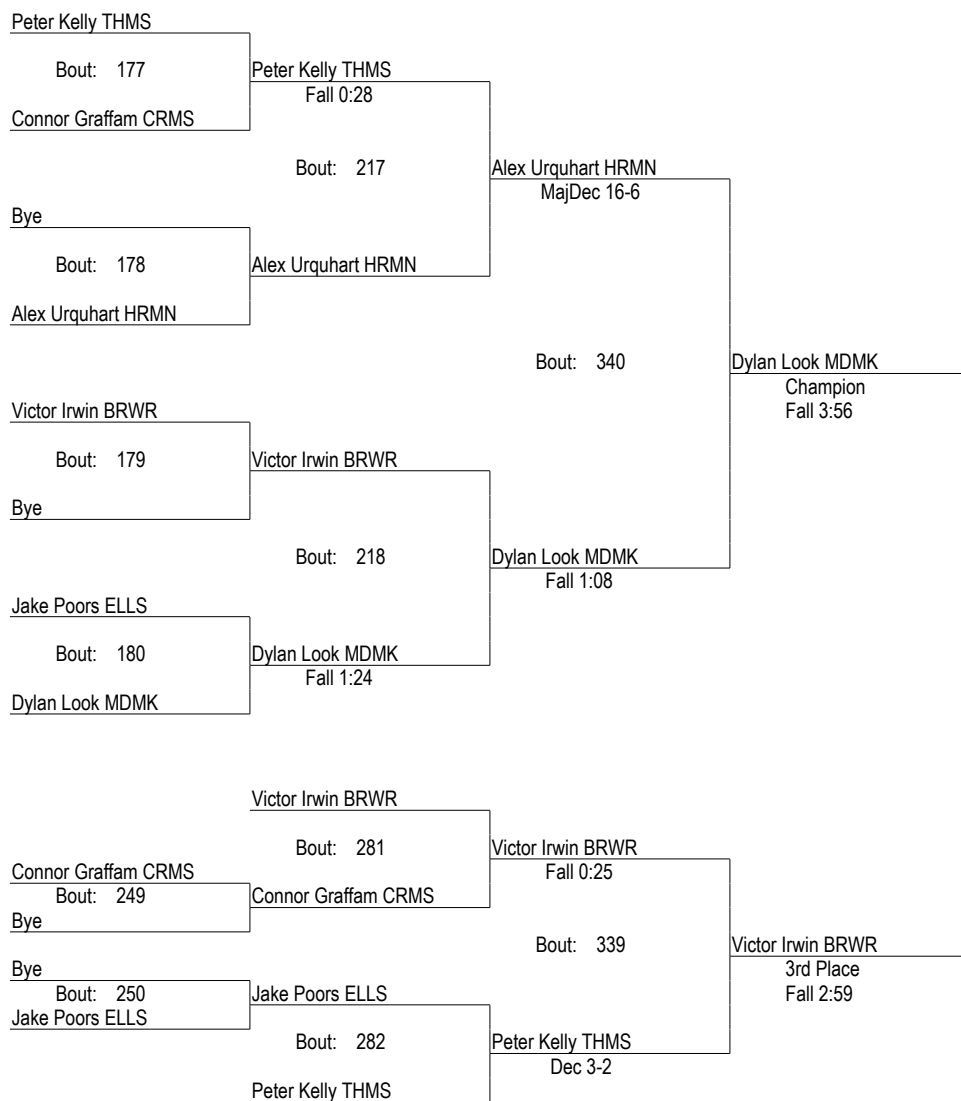 Peter Kelly THMS
Bout: 177
Peter Kelly THMS
Fall 0:28
Connor Graffam CRMS
Bout: 217
Alex Urquhart HRMN
MajDec 16-6
Bye
Bout: 178
Alex Urquhart HRMN
Alex Urquhart HRMN
Bout: 340
Dylan Look MDMK
Champion
Fall 3:56
Victor Irwin BRWR
Bout: 179
Victor Irwin BRWR
Bye
Bout: 218
Dylan Look MDMK
Fall 1:08
Jake Poors ELLS
Bout: 180
Dylan Look MDMK
Fall 1:24
Dylan Look MDMK
Victor Irwin BRWR
Bout: 281
Victor Irwin BRWR
Fall 0:25
Connor Graffam CRMS
Bout: 249
Connor Graffam CRMS
Bye
Bout: 339
Victor Irwin BRWR
3rd Place
Fall 2:59
Bye
Bout: 250
Jake Poors ELLS
Jake Poors ELLS
Bout: 282
Peter Kelly THMS
Dec 3-2
Peter Kelly THMS